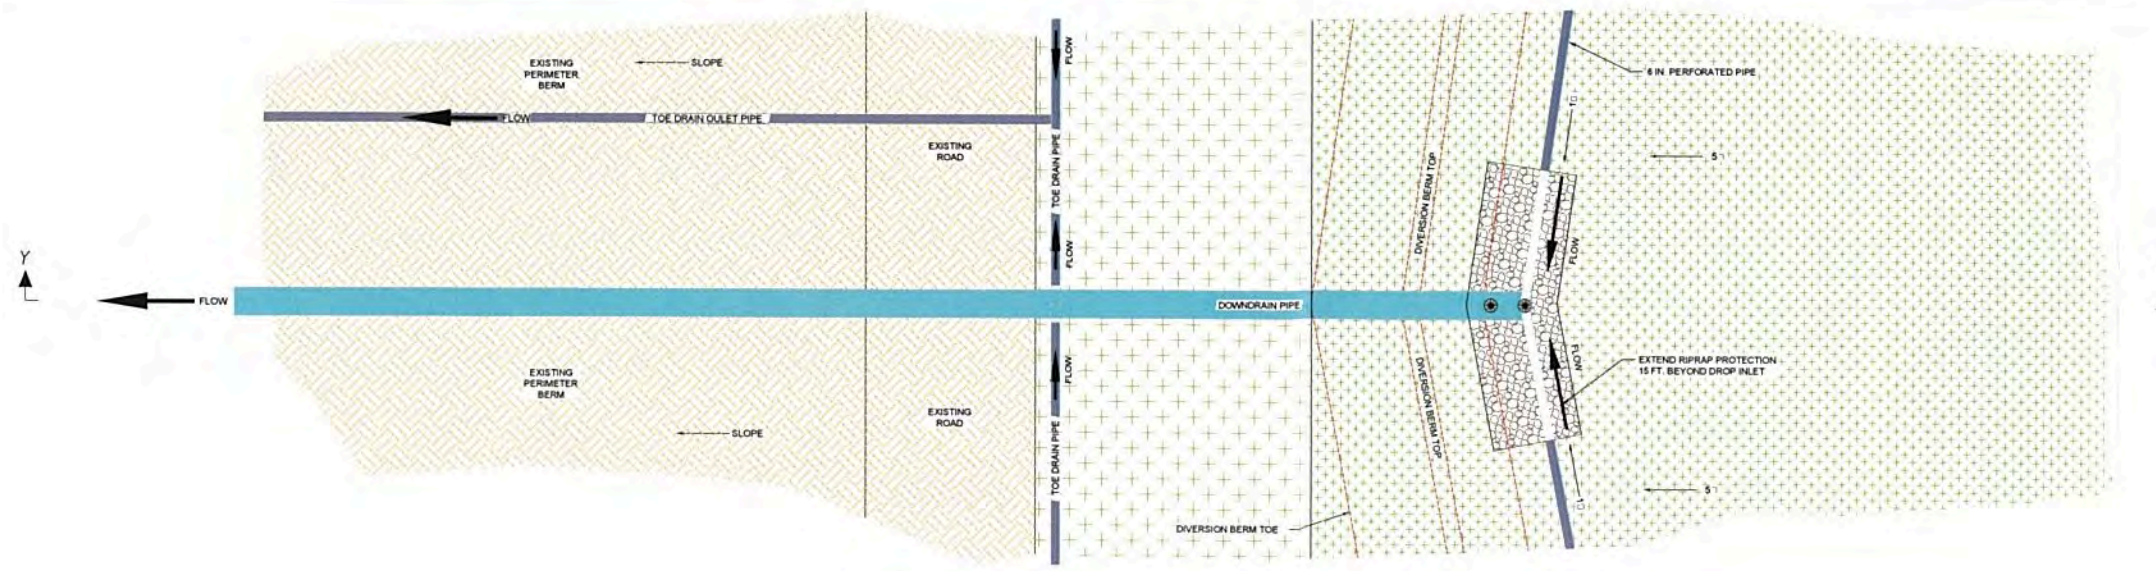 EXISTING
PERIMETER
BERM
SLOPE
FLOW
6 IN PERFORATED PIPE
FLOW
TOE DRAIN OULET PIPE
EXISTING
ROAD
TOE DRAIN PIPE
DIVERSION BERM TOP
5
FLOW
FLOW
Y
FLOW
DOWNDRAIN PIPE
FLOW
FLOW
EXTEND RIPRAP PROTECTION
15 FT. BEYOND DROP INLET
EXISTING
PERIMETER
BERM
EXISTING
ROAD
DIVERSION BERM TOP
SLOPE
TOE DRAIN PIPE
5
DIVERSION BERM TOE